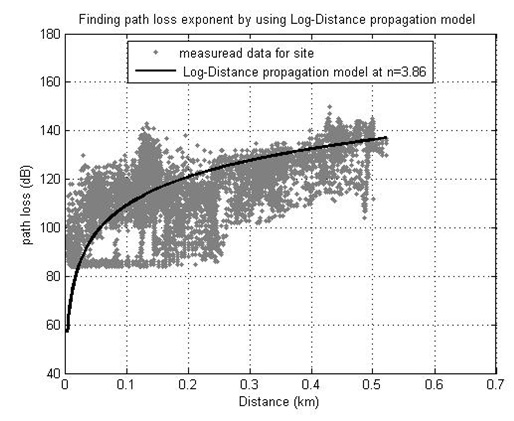 Finding path loss exponent by using Log-Distance propagation model
measuread data for site
Log-Distance propagation model at n=3.86
path loss (dB)
180
160
140
120
100
80
60
40
0 0.1 0.2 0.3 0.4 0.5 0.6 0.7
Distance (km)